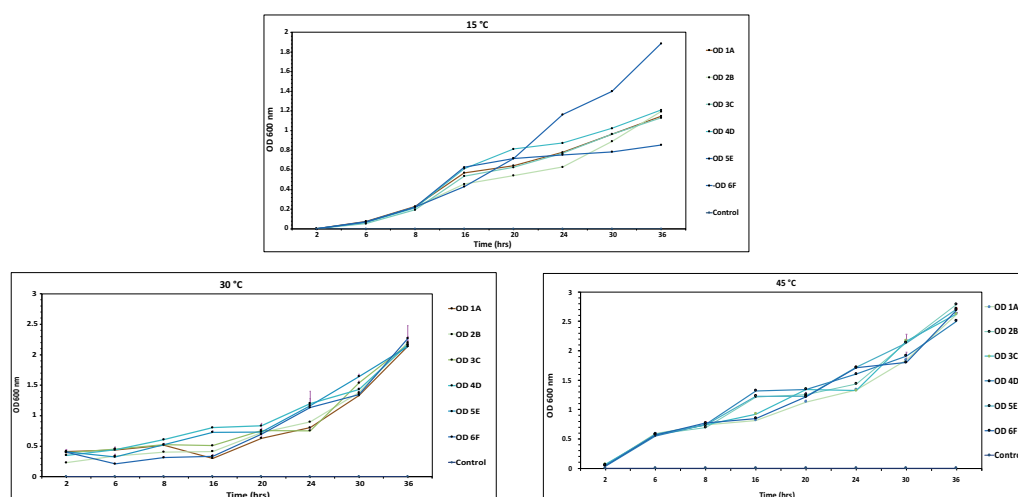 15 °C
2
1.8
1.6
1.4
1.2
1
0.8
0.6
0.4
0.2
0
OD 600 nm
2 6 8 16 20 24 30 36
Time (hrs)
OD 1A
OD 2B
OD 3C
OD 4D
OD 5E
OD 6F
Control
30 °C
3
2.5
2
1.5
1
0.5
0
OD 600 nm
2 6 8 16 20 24 30 36
Time (hrs)
OD 1A
OD 2B
OD 3C
OD 4D
OD 5E
OD 6F
Control
45 °C
3
2.5
2
1.5
1
0.5
0
OD 600 nm
2 6 8 16 20 24 30 36
Time (hrs)
OD 1A
OD 2B
OD 3C
OD 4D
OD 5E
OD 6F
Control